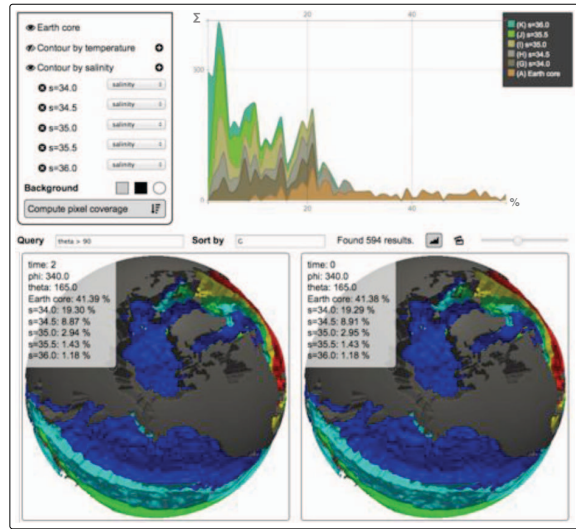 Earth core
Contour by temperature
Contour by salinity
s=34.0 salinity
s=34.5 salinity
s=35.0 salinity
s=35.5 salinity
s=36.0 salinity
Background
Compute pixel coverage
Σ
20
40
100
20
40
%
(K) s=36.0
(J) s=35.5
(I) s=35.0
(H) s=34.5
(G) s=34.0
(A) Earth core
Query theta > 90 Sort by G Found 594 results.
time: 2
phi: 340.0
theta: 165.0
Earth core: 41.39 %
s=34.0: 19.30 %
s=34.5: 8.87 %
s=35.0: 2.94 %
s=35.5: 1.43 %
s=36.0: 1.18 %
time: 0
phi: 340.0
theta: 165.0
Earth core: 41.38 %
s=34.0: 19.29 %
s=34.5: 8.91 %
s=35.0: 2.95 %
s=35.5: 1.43 %
s=36.0: 1.18 %